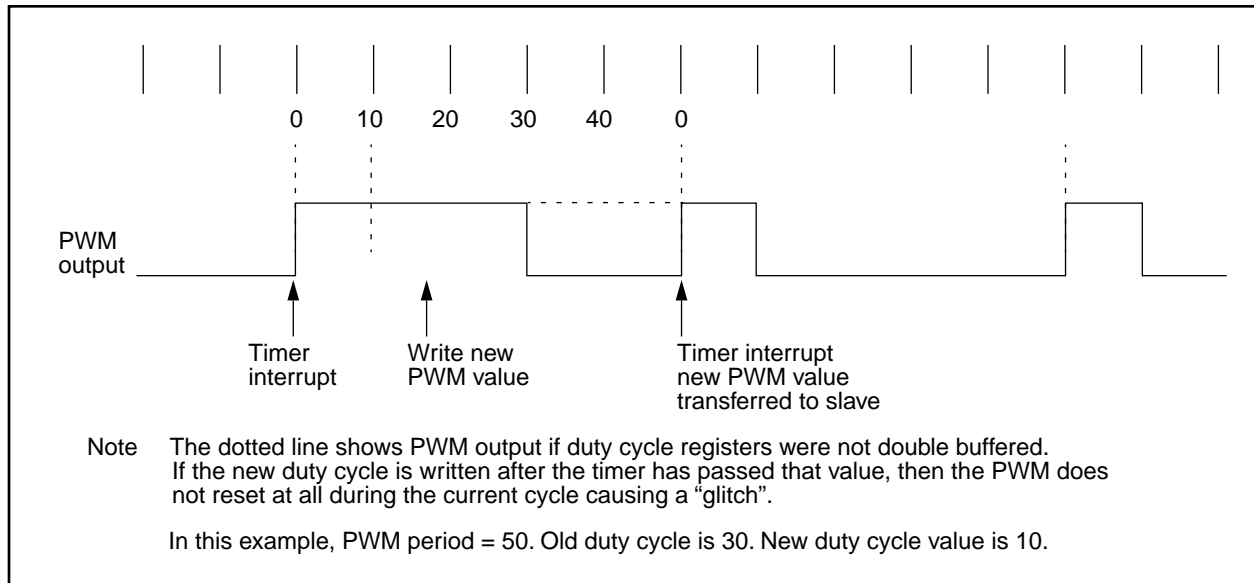 0 10 20 30 40 0
PWM
output
Timer
interrupt
Write new
PWM value
Timer interrupt
new PWM value
transferred to slave
Note The dotted line shows PWM output if duty cycle registers were not double buffered.
If the new duty cycle is written after the timer has passed that value, then the PWM does
not reset at all during the current cycle causing a “glitch”.
In this example, PWM period = 50. Old duty cycle is 30. New duty cycle value is 10.